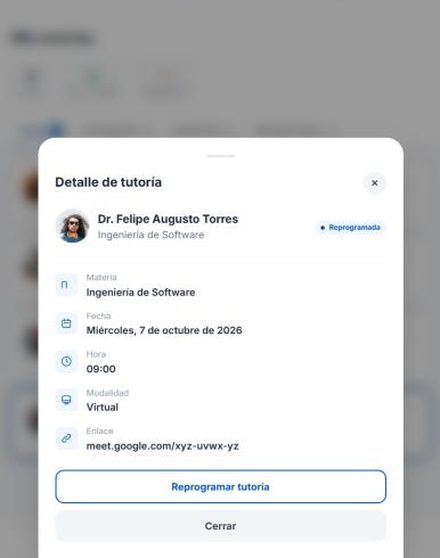 Detalle de tutoría
Dr. Felipe Augusto Torres
Ingeniería de Software
Reprogramada
Materia
Ingeniería de Software
Fecha
Miércoles, 7 de octubre de 2026
Hora
09:00
Modalidad
Virtual
Enlace
meet.google.com/xyz-uvwx-yz
Reprogramar tutoría
Cerrar